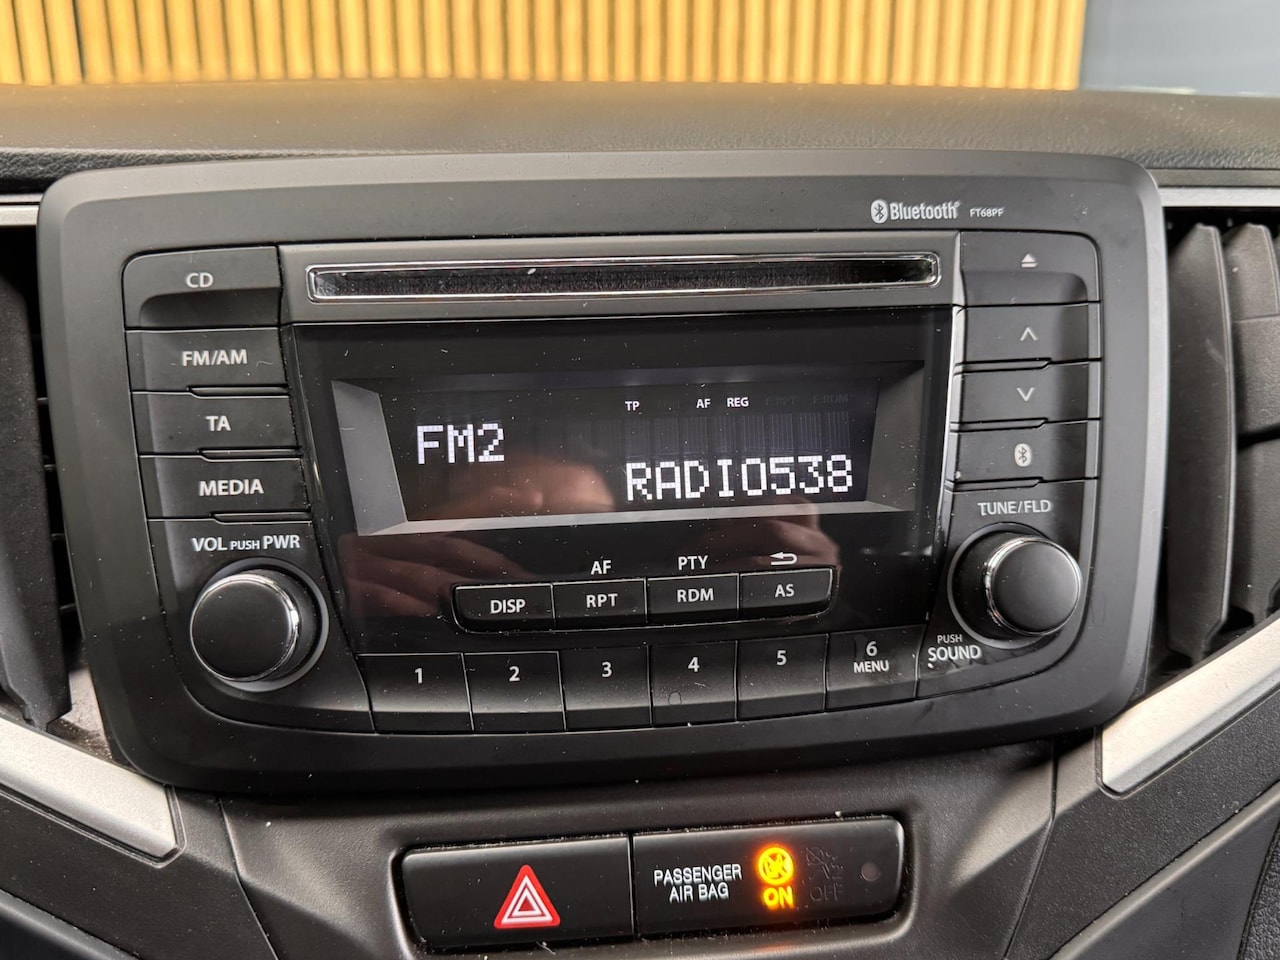 Bluetooth® FT68PF
CD
FM/AM
TA
MEDIA
VOL PUSH PWR
TP AF REG F.RDM
FM2
RADIO538
TUNE/FLD
AF PTY
DISP RPT RDM AS
PUSH
SOUND
1 2 3 4 5 6
MENU
PASSENGER
AIR BAG
ON OFF